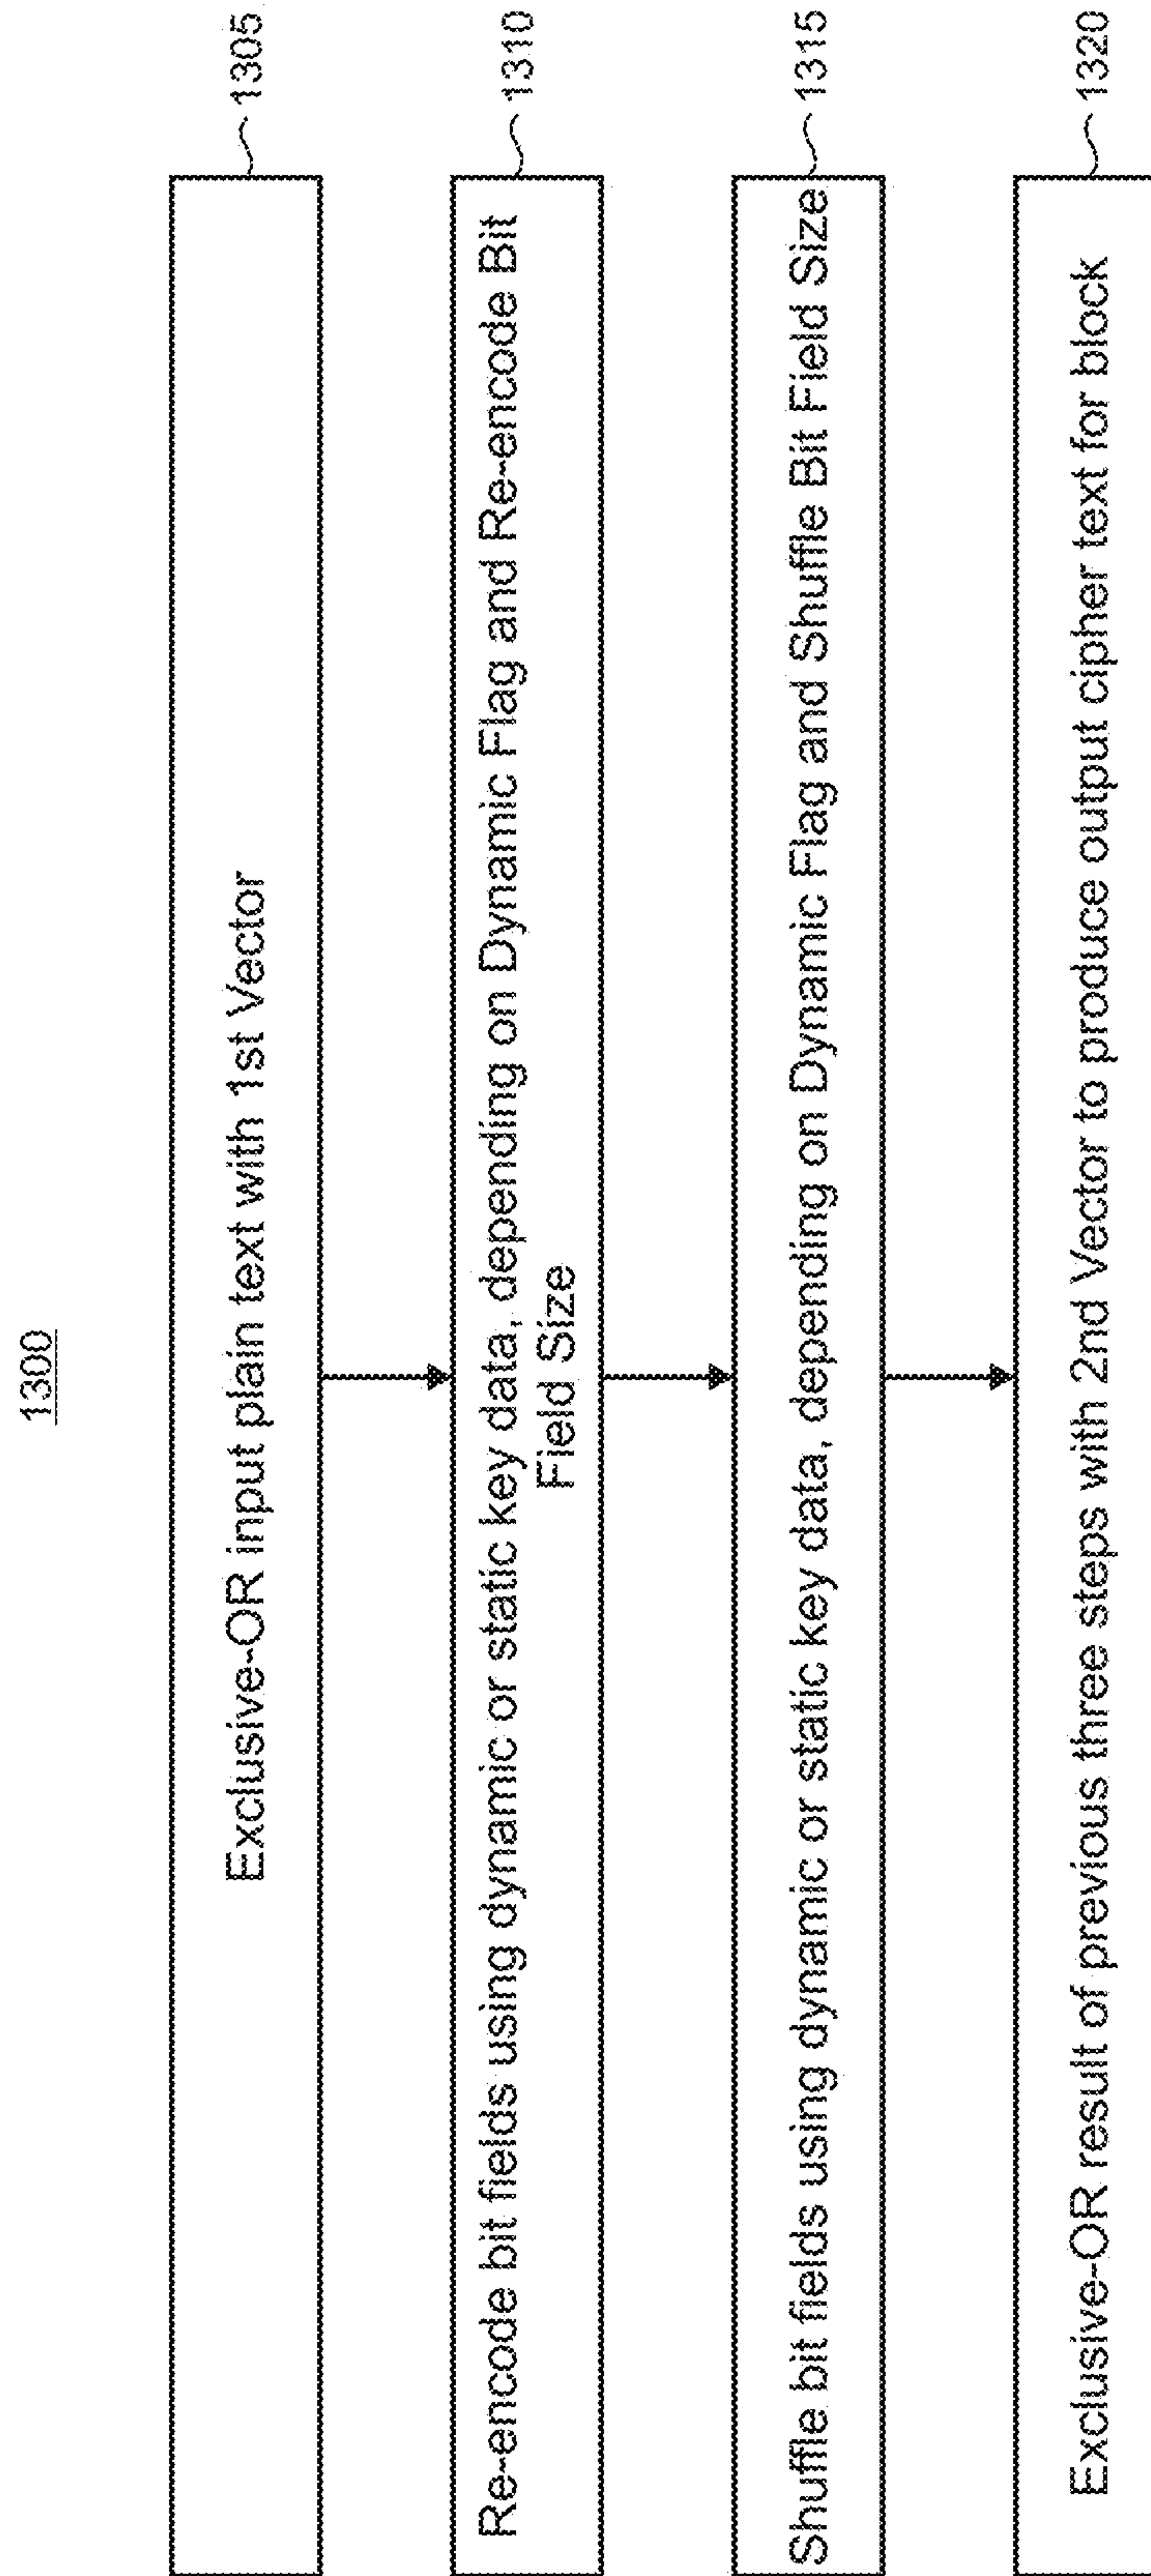 1300
Exclusive-OR input plain text with 1st Vector
1305
Re-encode bit fields using dynamic or static key data, depending on Dynamic Flag and Re-encode Bit
Field Size
1310
Shuffle bit fields using dynamic or static key data, depending on Dynamic Flag and Shuffle Bit Field Size
1315
Exclusive-OR result of previous three steps with 2nd Vector to produce output cipher text for block
1320